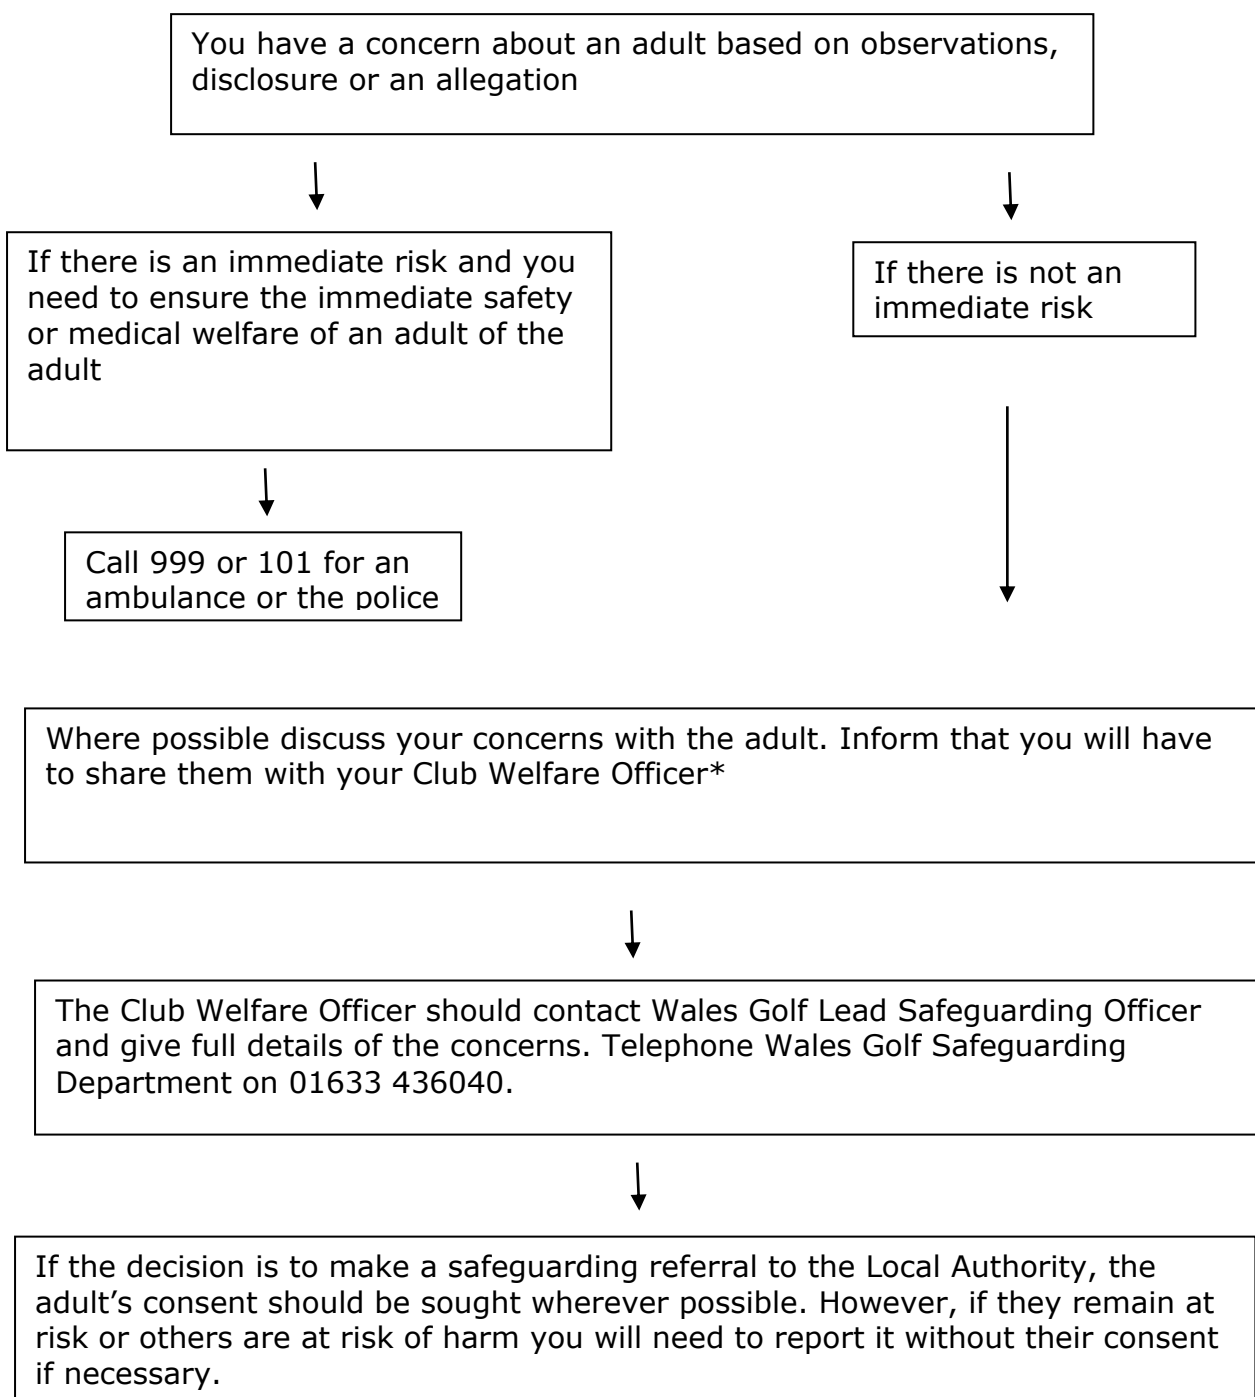 You have a concern about an adult based on observations,
disclosure or an allegation
If there is an immediate risk and you
need to ensure the immediate safety
or medical welfare of an adult of the
adult
If there is not an
immediate risk
Call 999 or 101 for an
ambulance or the police
Where possible discuss your concerns with the adult. Inform that you will have
to share them with your Club Welfare Officer*
The Club Welfare Officer should contact Wales Golf Lead Safeguarding Officer
and give full details of the concerns. Telephone Wales Golf Safeguarding
Department on 01633 436040.
If the decision is to make a safeguarding referral to the Local Authority, the
adult’s consent should be sought wherever possible. However, if they remain at
risk or others are at risk of harm you will need to report it without their consent
if necessary.